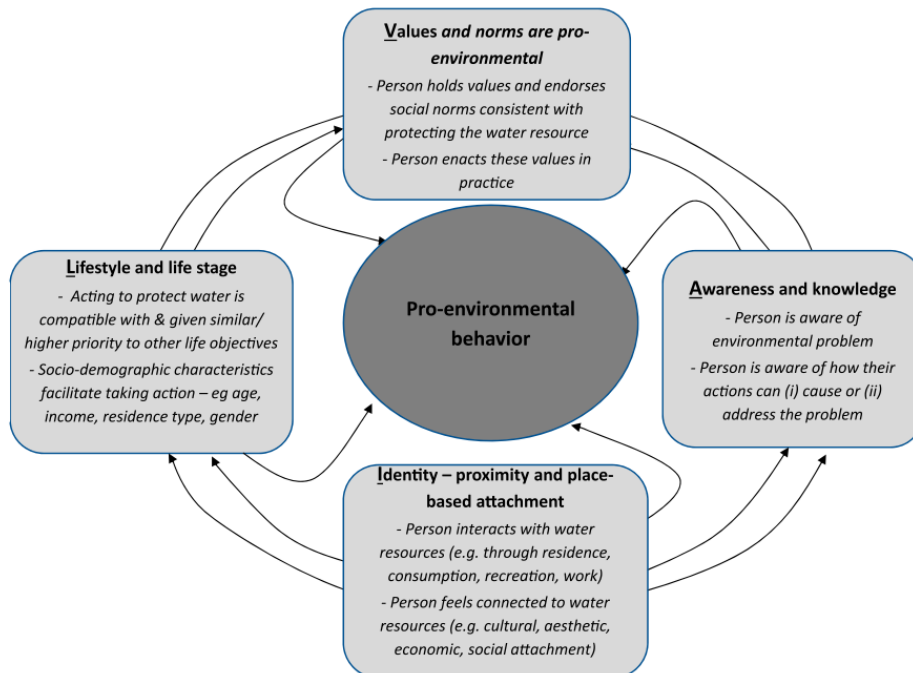 Values and norms are pro-
environmental
- Person holds values and endorses
social norms consistent with
protecting the water resource
- Person enacts these values in
practice
Lifestyle and life stage
- Acting to protect water is
compatible with & given similar/
higher priority to other life objectives
- Socio-demographic characteristics
facilitate taking action – eg age,
income, residence type, gender
Pro-environmental
behavior
Awareness and knowledge
- Person is aware of
environmental problem
- Person is aware of how their
actions can (i) cause or (ii)
address the problem
Identity – proximity and place-
based attachment
- Person interacts with water
resources (e.g. through residence,
consumption, recreation, work)
- Person feels connected to water
resources (e.g. cultural, aesthetic,
economic, social attachment)